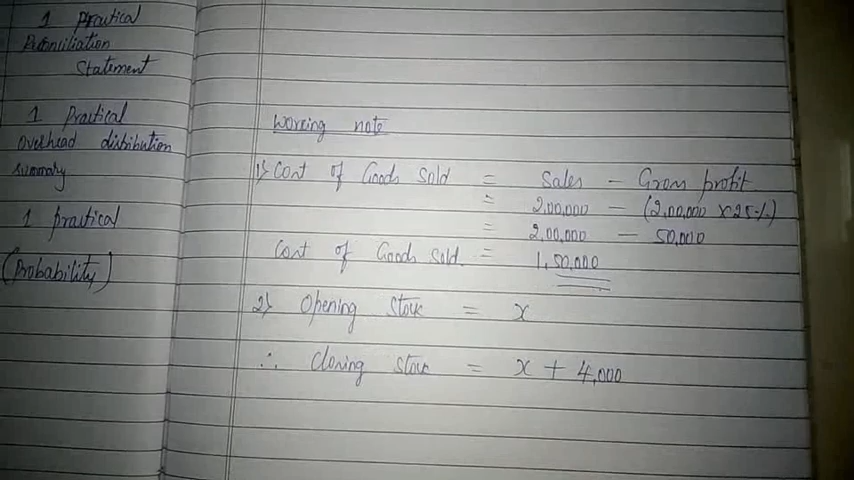 1 Practical
Reconciliation
Statement
1 Practical
Overhead distribution
Summary
1 practical
(Probability)
Working note
1) Cost of Goods Sold = Sales - Gross profit
= 2,00,000 - (2,00,000 x 25%)
= 2,00,000 - 50,000
Cost of Goods Sold. = 1,50,000
2) Opening Stock = x
∴ Closing Stock = x + 4,000